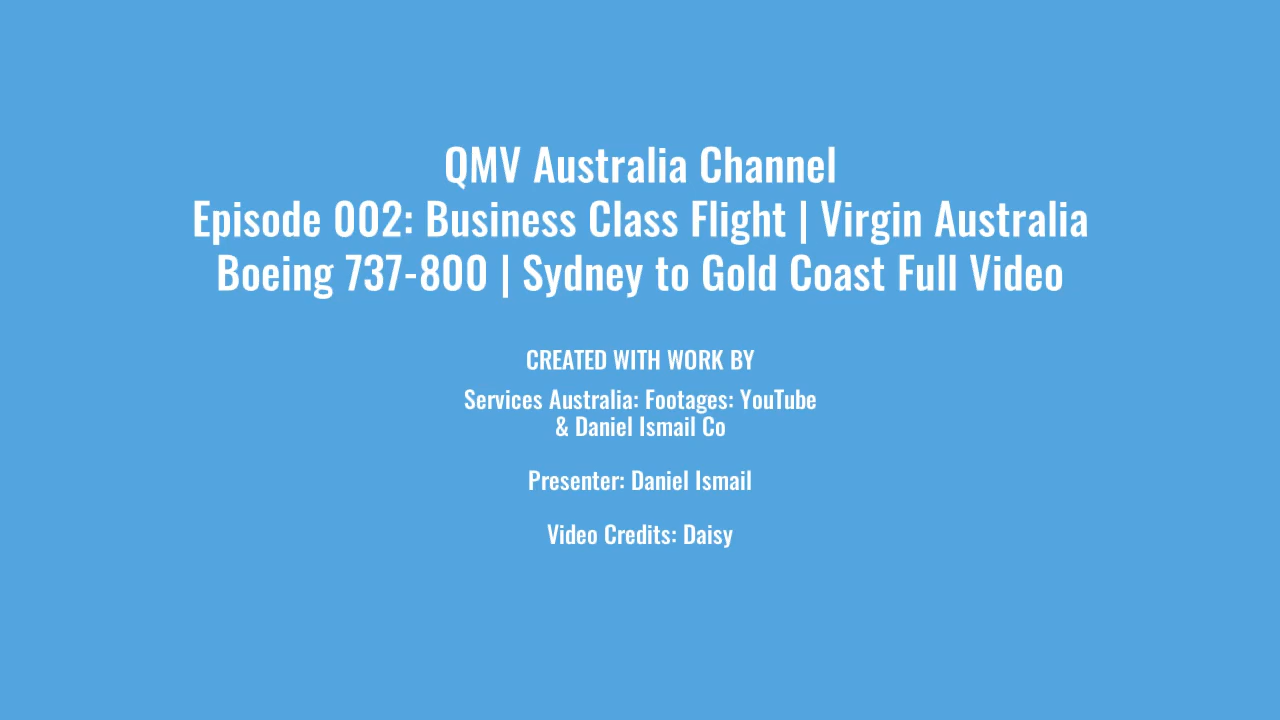 QMV Australia Channel
Episode 002: Business Class Flight | Virgin Australia
Boeing 737-800 | Sydney to Gold Coast Full Video
CREATED WITH WORK BY
Services Australia: Footages: YouTube
& Daniel Ismail Co
Presenter: Daniel Ismail
Video Credits: Daisy